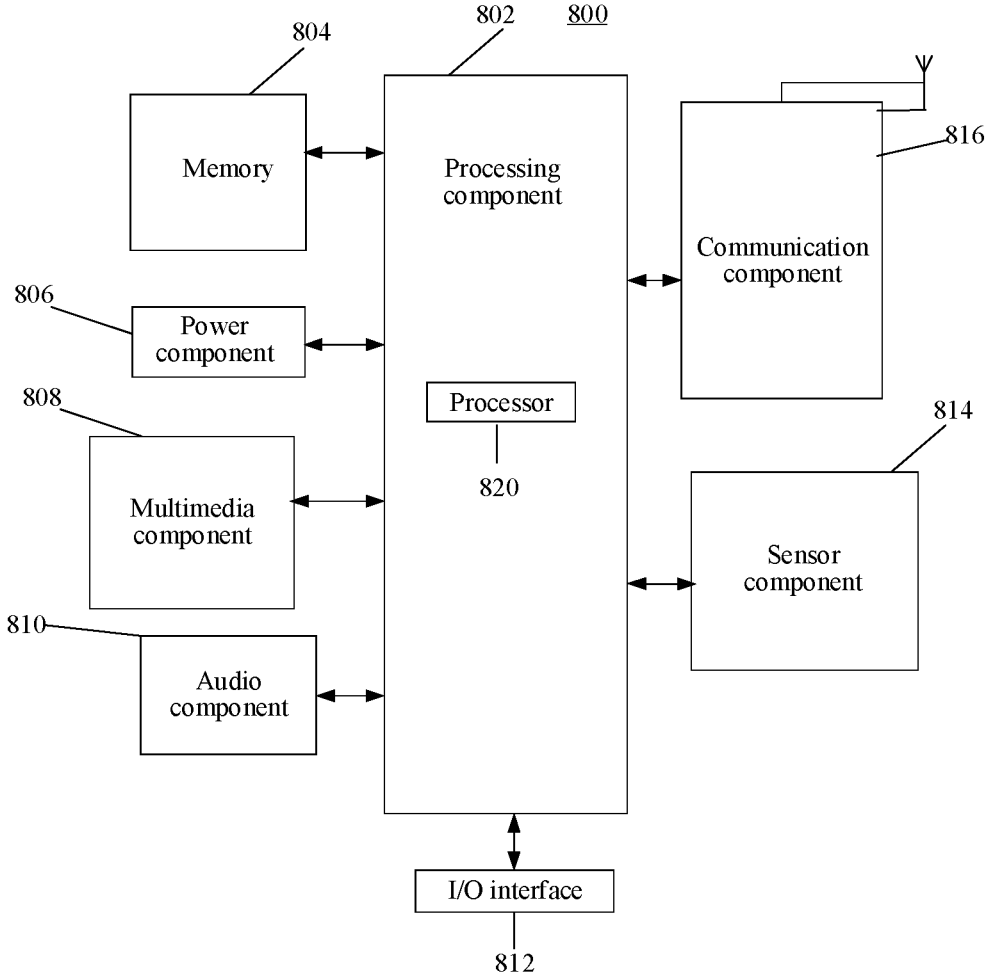 802
800
804
Memory
Processing
component
816
Communication
component
806
Power
component
808
Processor
814
820
Multimedia
component
Sensor
component
810
Audio
component
I/O interface
812